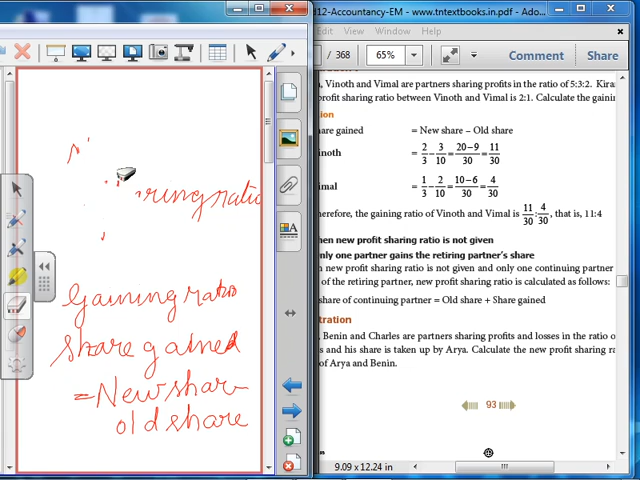 H12-Accountancy-EM - www.tntextbooks.in.pdf - Ado...
Edit View Window Help
/ 368 65% Comment Share
, Vinoth and Vimal are partners sharing profits in the ratio of 5:3:2. Kira
profit sharing ratio between Vinoth and Vimal is 2:1. Calculate the gainin
tion
hare gained = New share – Old share
inoth = 2/3 – 3/10 = 20–9/30 = 11/30
imal = 1/3 – 2/10 = 10–6/30 = 4/30
herefore, the gaining ratio of Vinoth and Vimal is 11/30 : 4/30, that is, 11:4
hen new profit sharing ratio is not given
nly one partner gains the retiring partner's share
n new profit sharing ratio is not given and only one continuing partner
of the retiring partner, new profit sharing ratio is calculated as follows:
share of continuing partner = Old share + Share gained
stration
, Benin and Charles are partners sharing profits and losses in the ratio o
s and his share is taken up by Arya. Calculate the new profit sharing ra
of Arya and Benin.
93
9.09 x 12.24 in
ring ratio
Gaining ratio
share gained
= New shar–
old share